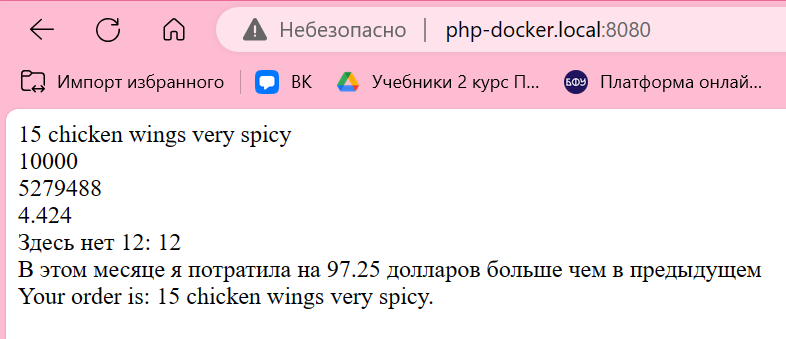 Небезопасно php-docker.local:8080
Импорт избранного ВК Учебники 2 курс П... БФУ Платформа онлай...
15 chicken wings very spicy
10000
5279488
4.424
Здесь нет 12: 12
В этом месяце я потратила на 97.25 долларов больше чем в предыдущем
Your order is: 15 chicken wings very spicy.